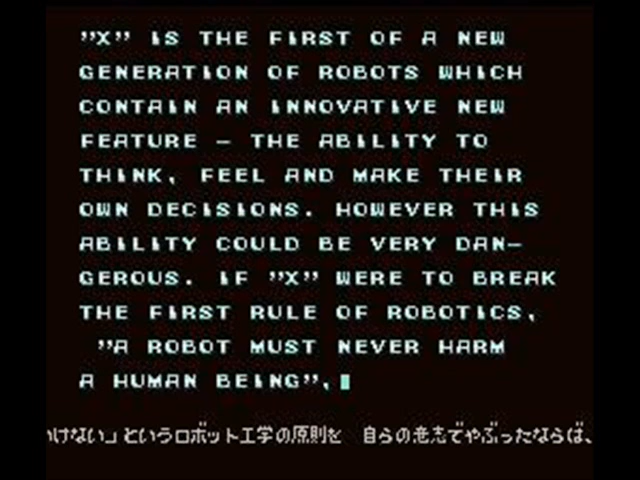 "X" IS THE FIRST OF A NEW
GENERATION OF ROBOTS WHICH
CONTAIN AN INNOVATIVE NEW
FEATURE – THE ABILITY TO
THINK, FEEL AND MAKE THEIR
OWN DECISIONS. HOWEVER THIS
ABILITY COULD BE VERY DAN–
GEROUS. IF "X" WERE TO BREAK
THE FIRST RULE OF ROBOTICS,
"A ROBOT MUST NEVER HARM
A HUMAN BEING",
いけない」というロボット工学の原則を 自らの意志でやぶったならば、